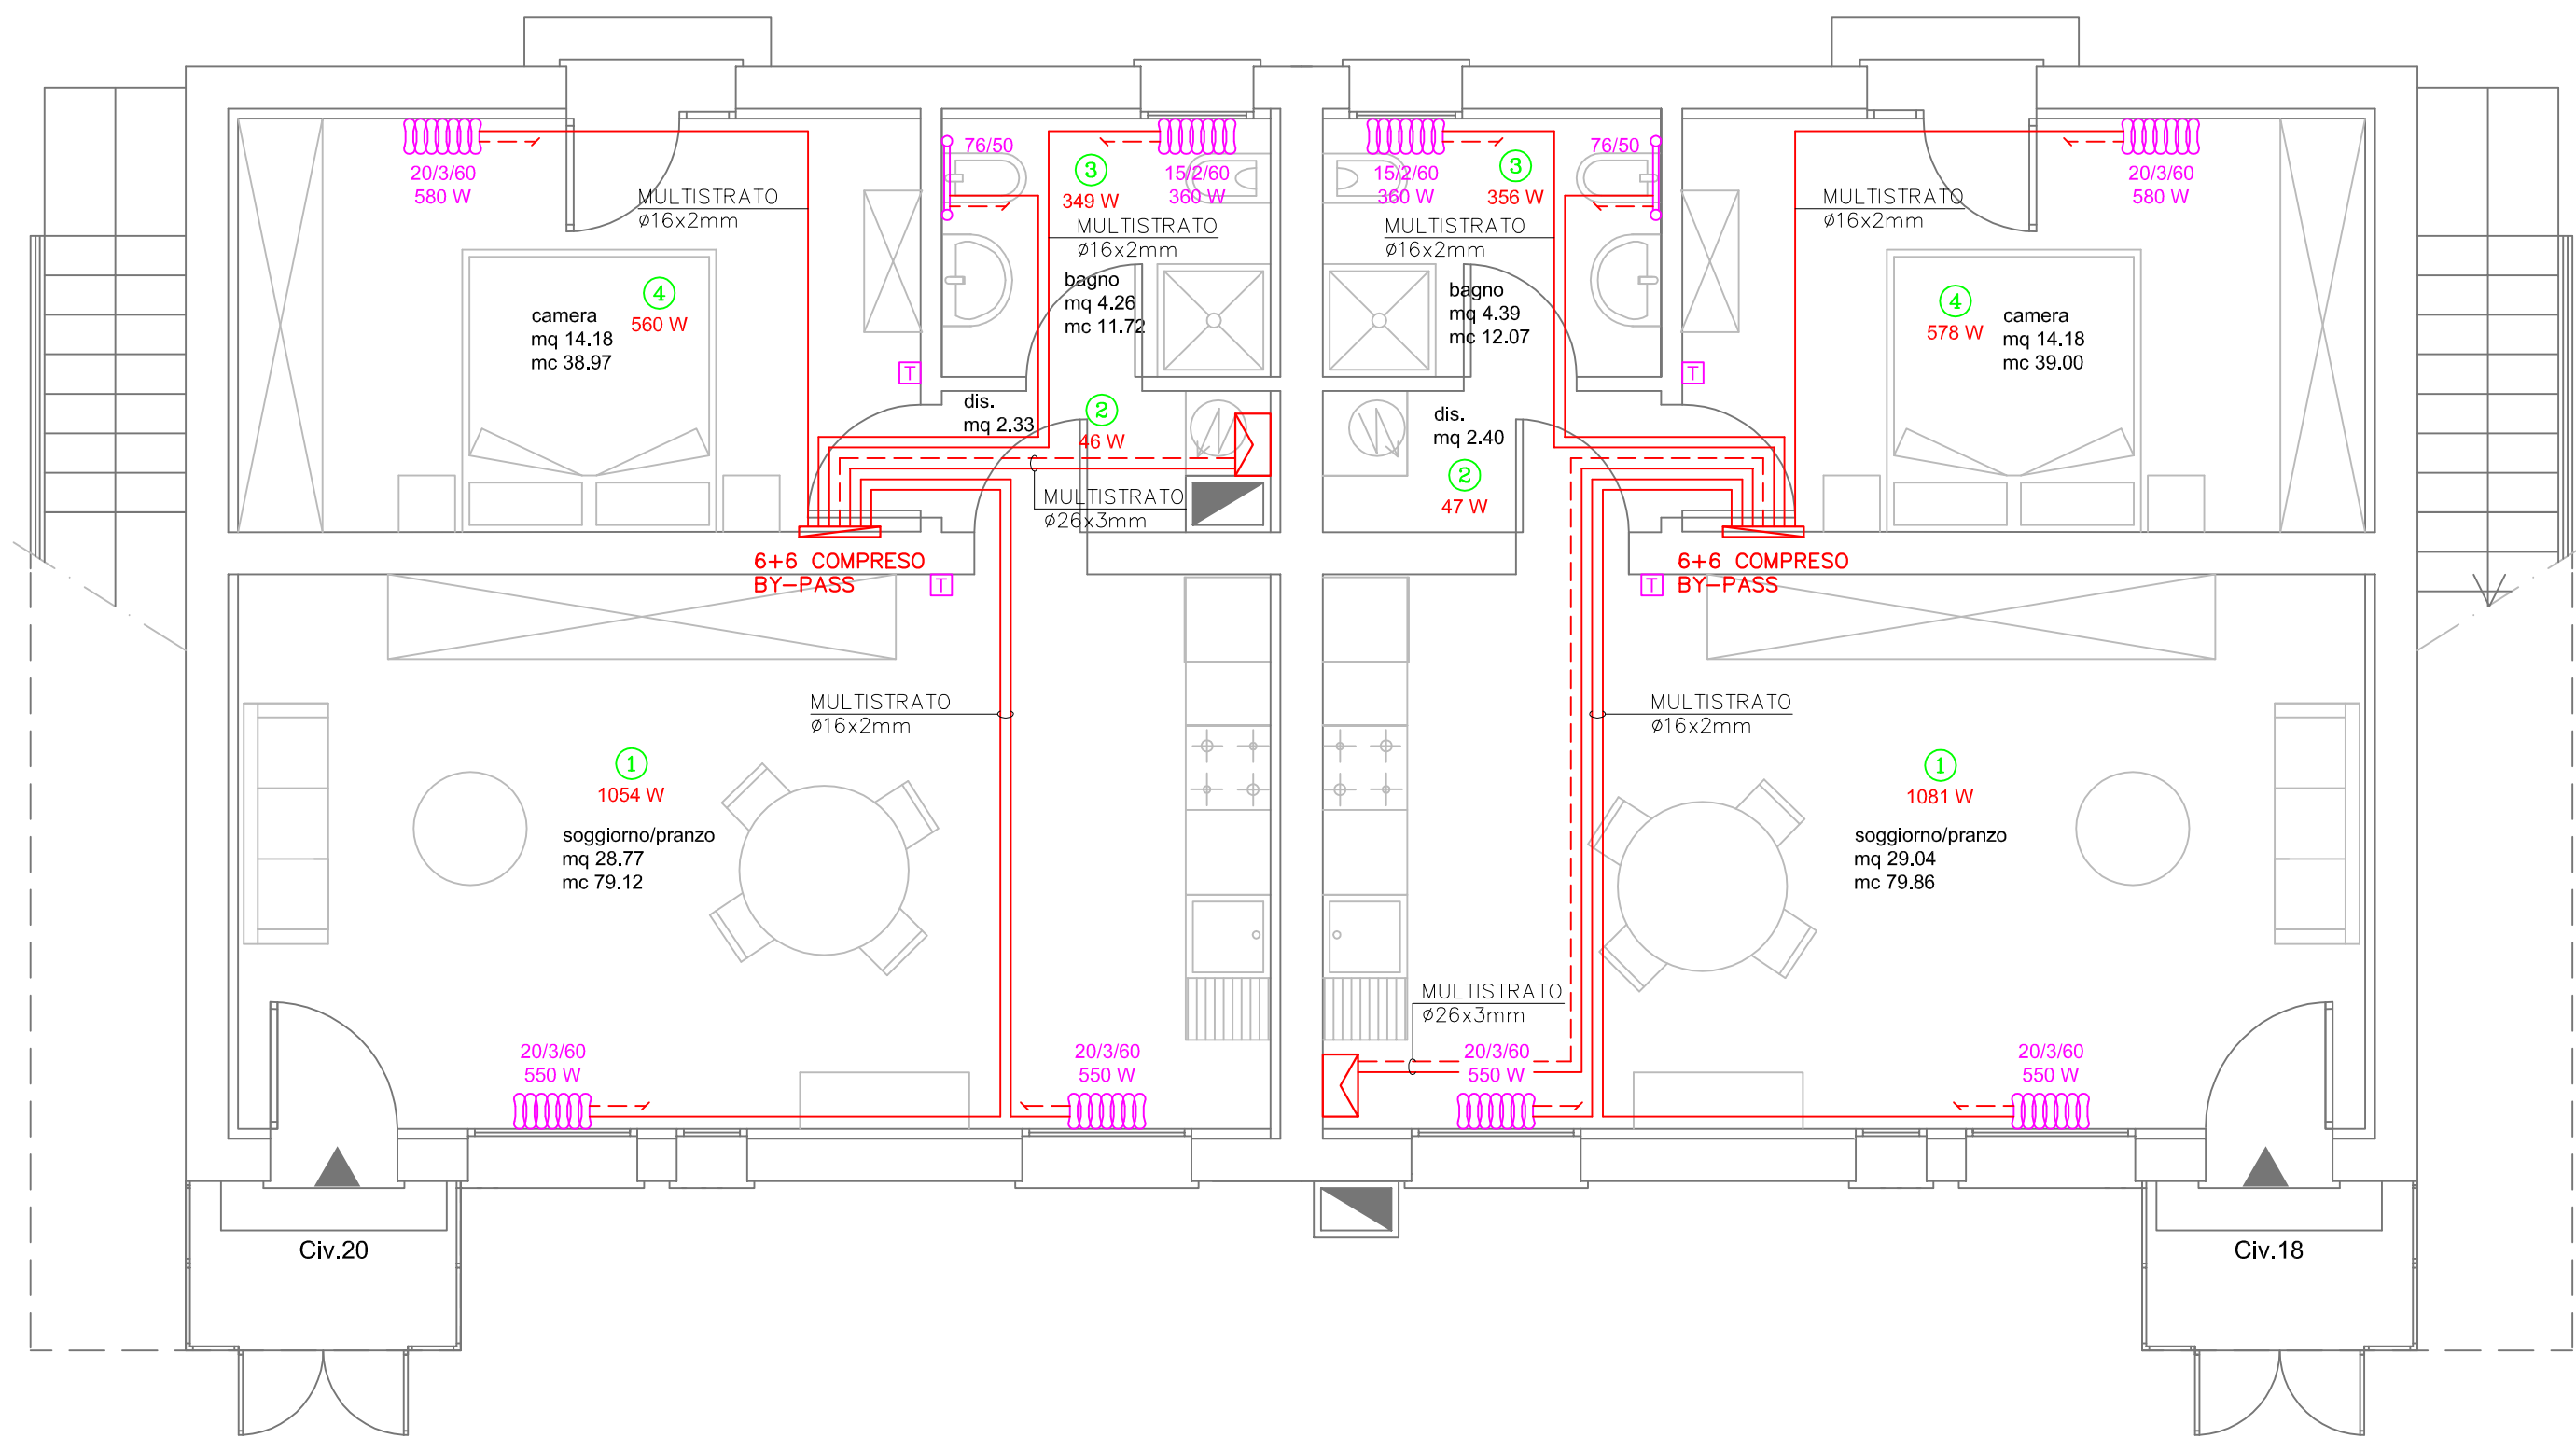 20/3/60
580 W
MULTISTRATO
ø16x2mm
76/50
3
349 W
15/2/60
360 W
MULTISTRATO
ø16x2mm
bagno
mq 4.26
mc 11.72
4
560 W
camera
mq 14.18
mc 38.97
T
dis.
mq 2.33
2
46 W
MULTISTRATO
ø26x3mm
6+6 COMPRESO
BY-PASS
T
MULTISTRATO
ø16x2mm
1
1054 W
soggiorno/pranzo
mq 28.77
mc 79.12
20/3/60
550 W
20/3/60
550 W
Civ.20
15/2/60
360 W
3
356 W
76/50
MULTISTRATO
ø16x2mm
bagno
mq 4.39
mc 12.07
MULTISTRATO
ø16x2mm
20/3/60
580 W
4
578 W
camera
mq 14.18
mc 39.00
T
dis.
mq 2.40
2
47 W
6+6 COMPRESO
BY-PASS
T
MULTISTRATO
ø16x2mm
1
1081 W
soggiorno/pranzo
mq 29.04
mc 79.86
MULTISTRATO
ø26x3mm
20/3/60
550 W
20/3/60
550 W
Civ.18